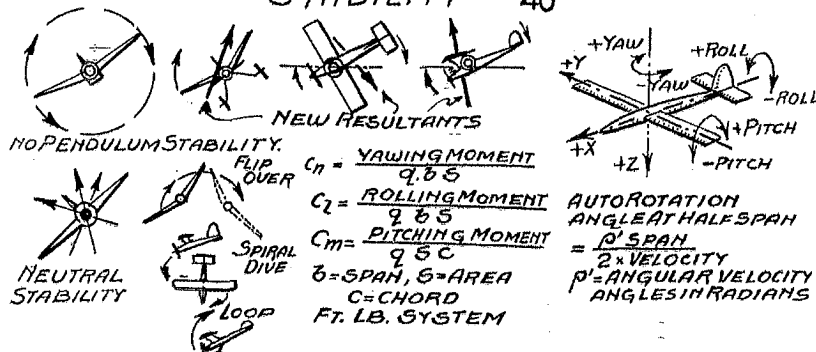 STABILITY 40
NO PENDULUM STABILITY.
NEW RESULTANTS
+Y
+YAW
-YAW
+ROLL
-ROLL
+PITCH
-PITCH
+X
+Z
NEUTRAL
STABILITY
FLIP
OVER
SPIRAL
DIVE
LOOP
Cn = YAWING MOMENT
q.b S
Cl = ROLLING MOMENT
q b S
Cm = PITCHING MOMENT
q S C
b=SPAN, S=AREA
C=CHORD
FT. LB. SYSTEM
AUTOROTATION
ANGLE AT HALF SPAN
= p' SPAN
2 x VELOCITY
p'=ANGULAR VELOCITY
ANGLES IN RADIANS